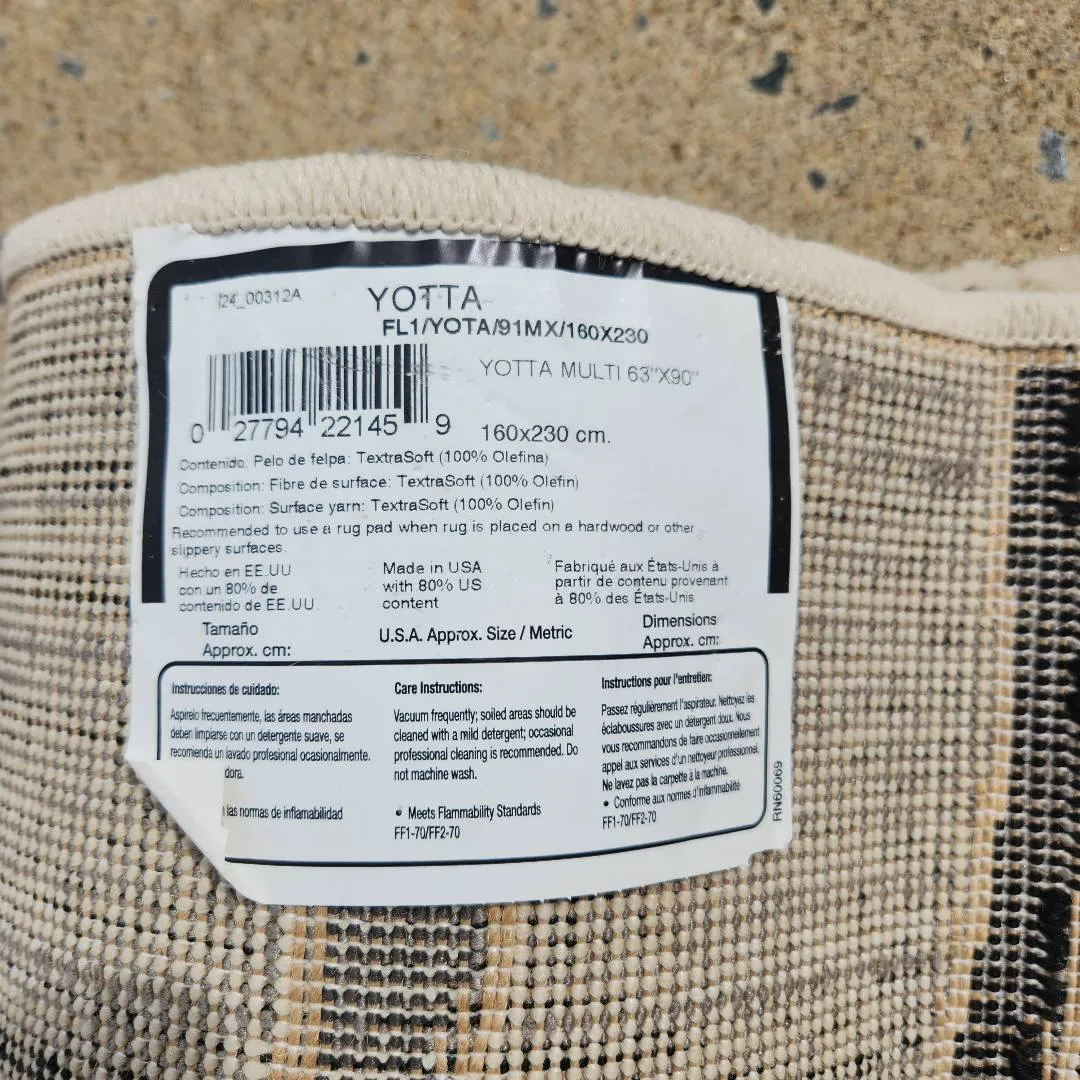 I24_00312A
YOTTA
FL1/YOTA/91MX/160X230
YOTTA MULTI 63"X90"
0 27794 22145 9
160x230 cm.
Contenido: Pelo de felpa: TextraSoft (100% Olefina)
Composition: Fibre de surface: TextraSoft (100% Olefin)
Composition: Surface yarn: TextraSoft (100% Olefin)
Recommended to use a rug pad when rug is placed on a hardwood or other
slippery surfaces.
Hecho en EE.UU
con un 80% de
contenido de EE.UU.
Made in USA
with 80% US
content
Fabriqué aux États-Unis à
partir de contenu provenant
à 80% des États-Unis
Tamaño
Approx. cm:
U.S.A. Approx. Size / Metric
Dimensions
Approx. cm:
Instrucciones de cuidado:
Aspirelo frecuentemente, las áreas manchadas
deben limpiarse con un detergente suave, se
recomienda un lavado profesional ocasionalmente.
dora.
las normas de inflamabilidad
Care Instructions:
Vacuum frequently; soiled areas should be
cleaned with a mild detergent; occasional
professional cleaning is recommended. Do
not machine wash.
• Meets Flammability Standards
FF1-70/FF2-70
Instructions pour l'entretien:
Passez régulièrement l'aspirateur. Nettoyez les
éclaboussures avec un détergent doux. Nous
vous recommandons de faire occasionnellement
appel aux services d'un nettoyeur professionnel.
Ne lavez pas la carpette à la machine.
• Conforme aux normes d'inflammabilité
FF1-70/FF2-70
RN60069